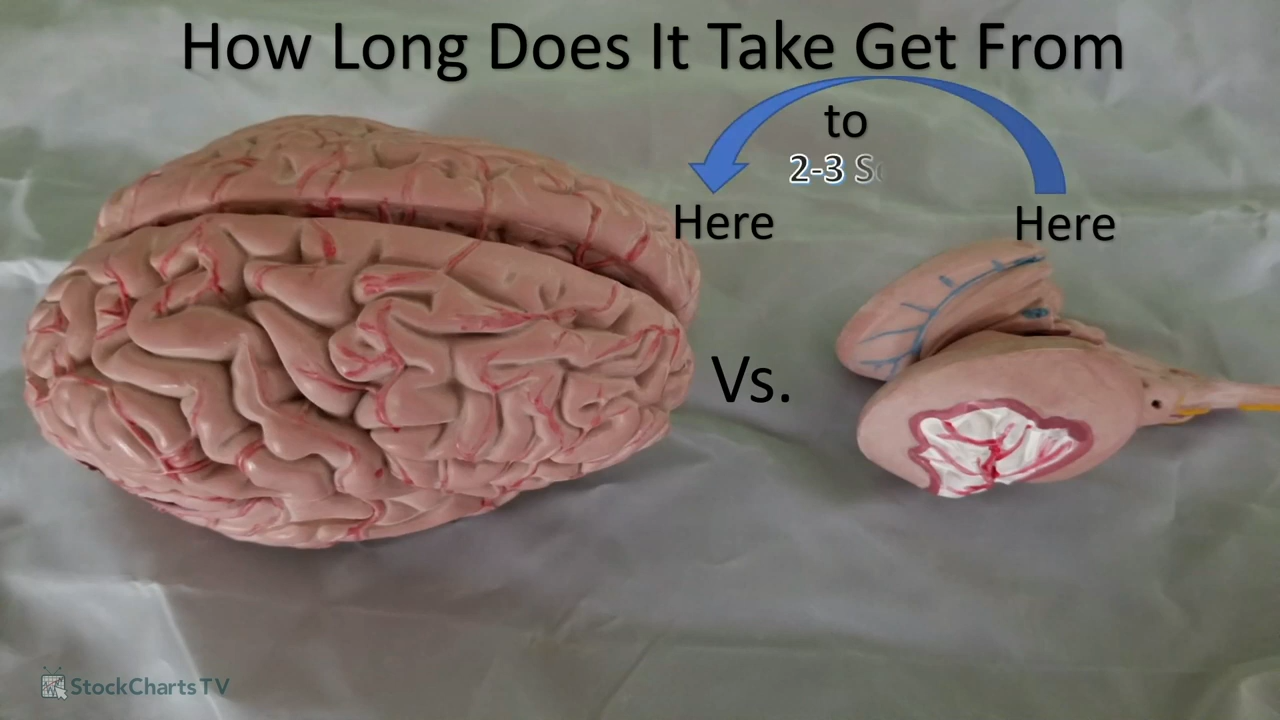 How Long Does It Take Get From
to
2-3
Here
Here
Vs.
StockCharts TV